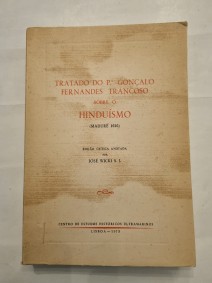 TRATADO DO P.e GONÇALO
FERNANDES TRANCOSO
SOBRE O
HINDUÍSMO
(MADURÉ 1616)
EDIÇÃO CRÍTICA ANOTADA
POR
JOSÉ WICKI S. J.
CENTRO DE ESTUDOS HISTÓRICOS ULTRAMARINOS
LISBOA — 1973